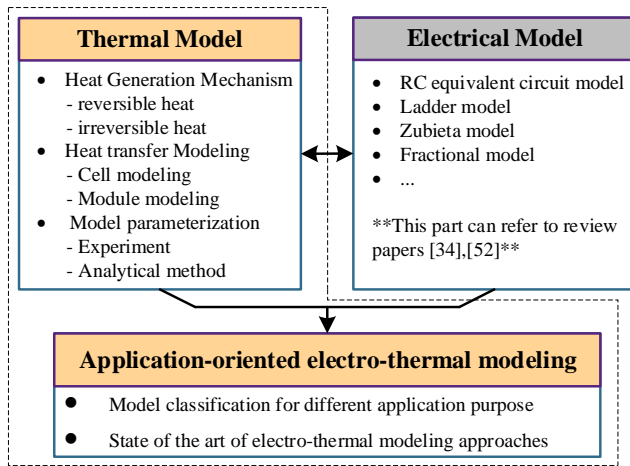 Thermal Model
• Heat Generation Mechanism
- reversible heat
- irreversible heat
• Heat transfer Modeling
- Cell modeling
- Module modeling
• Model parameterization
- Experiment
- Analytical method
Electrical Model
• RC equivalent circuit model
• Ladder model
• Zubieta model
• Fractional model
• ...
**This part can refer to review
papers [34],[52]**
Application-oriented electro-thermal modeling
• Model classification for different application purpose
• State of the art of electro-thermal modeling approaches